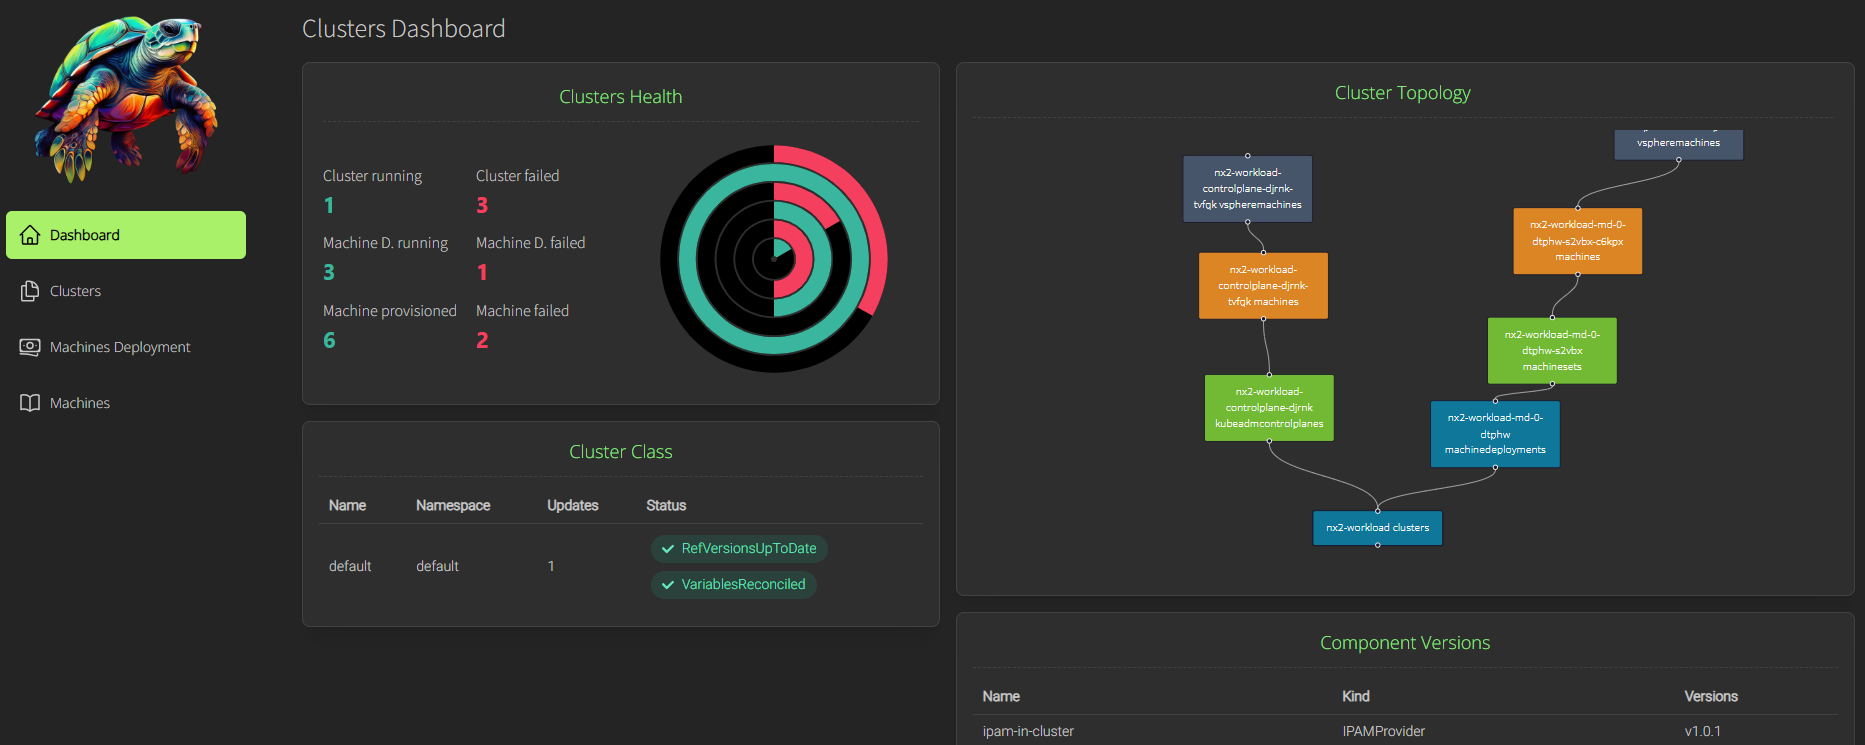 Clusters Dashboard
Dashboard
Clusters
Machines Deployment
Machines
Clusters Health
Cluster running
1
Cluster failed
3
Machine D. running
3
Machine D. failed
1
Machine provisioned
6
Machine failed
2
Cluster Class
Name Namespace Updates Status
default default 1
RefVersionsUpToDate
VariablesReconciled
Cluster Topology
vspheremachines
nx2-workload-
controlplane-djrnk-
tvfqk vspheremachines
nx2-workload-md-0-
dtphw-s2vbx-c6kpx
machines
nx2-workload-
controlplane-djrnk-
tvfqk machines
nx2-workload-md-0-
dtphw-s2vbx
machinesets
nx2-workload-
controlplane-djrnk
kubeadmcontrolplanes
nx2-workload-md-0-
dtphw
machinedeployments
nx2-workload clusters
Component Versions
Name Kind Versions
ipam-in-cluster IPAMProvider v1.0.1